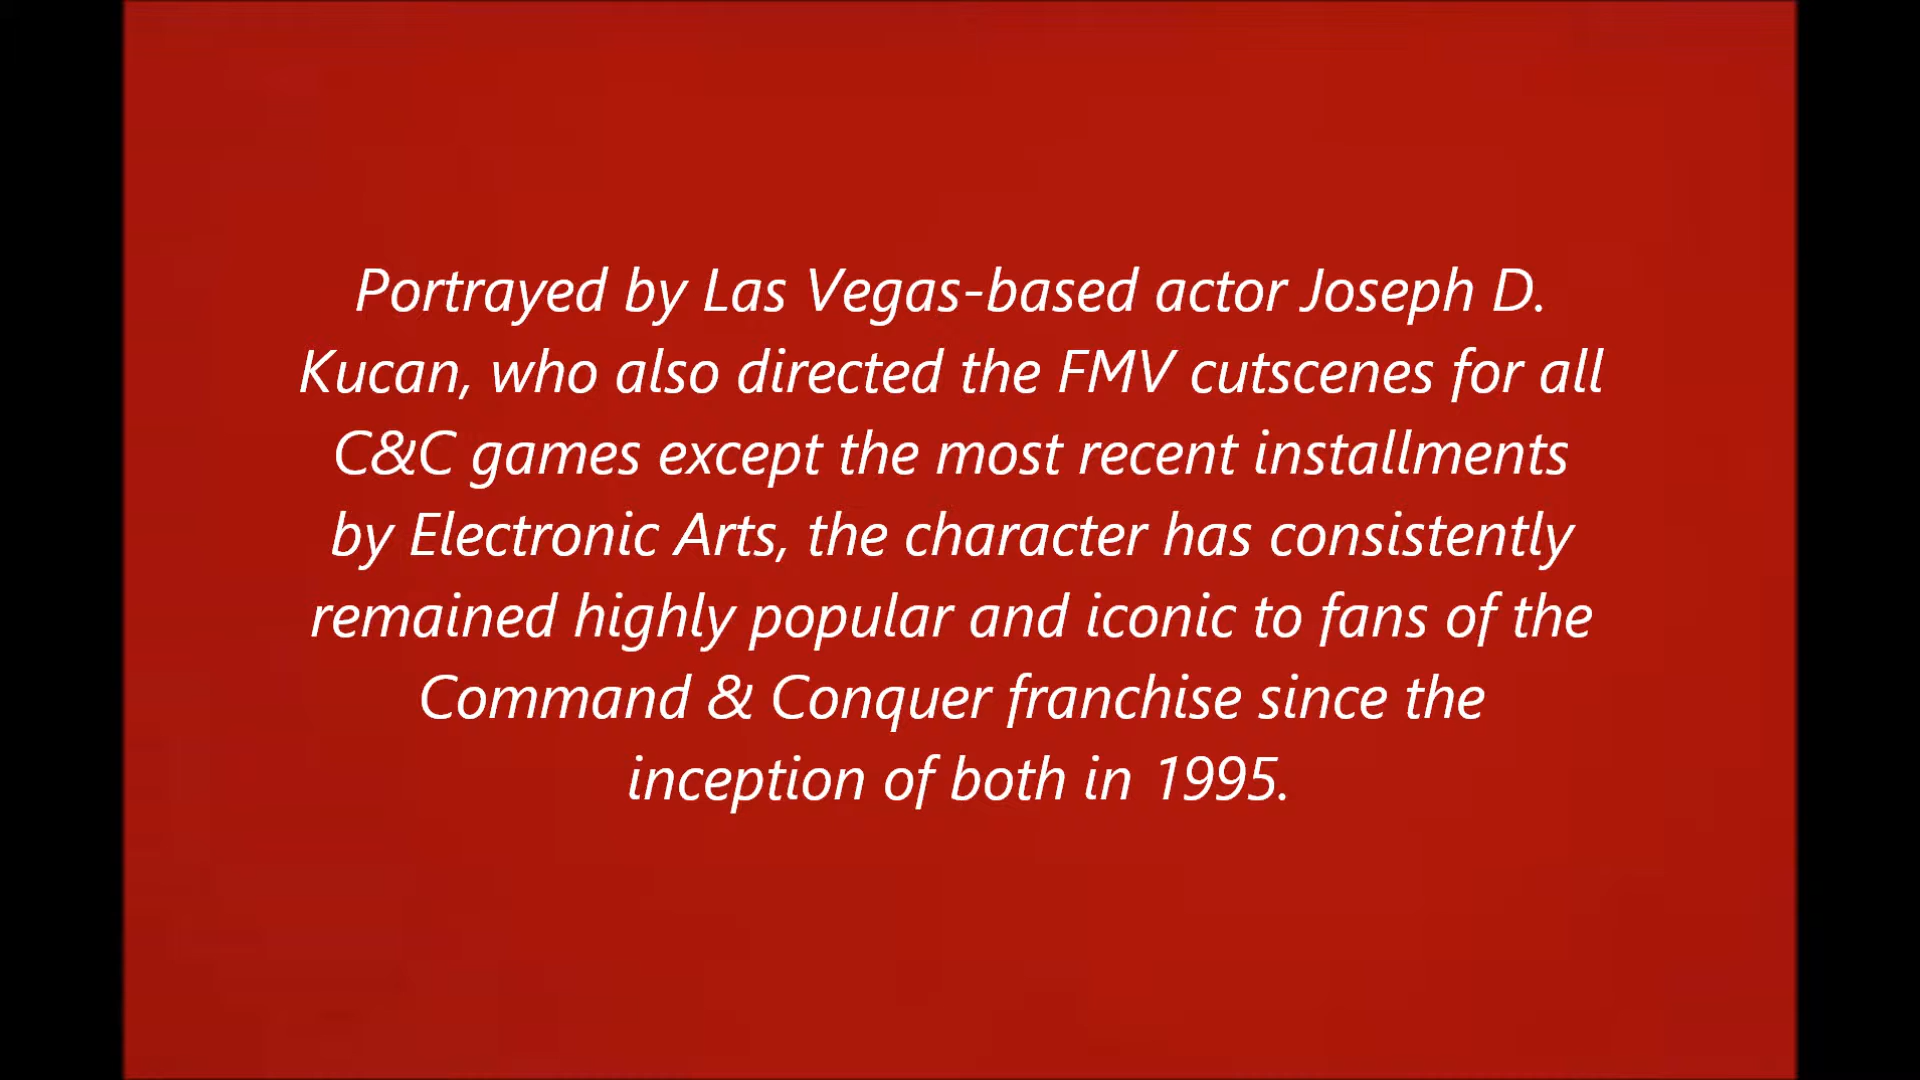 Portrayed by Las Vegas-based actor Joseph D.
Kucan, who also directed the FMV cutscenes for all
C&C games except the most recent installments
by Electronic Arts, the character has consistently
remained highly popular and iconic to fans of the
Command & Conquer franchise since the
inception of both in 1995.